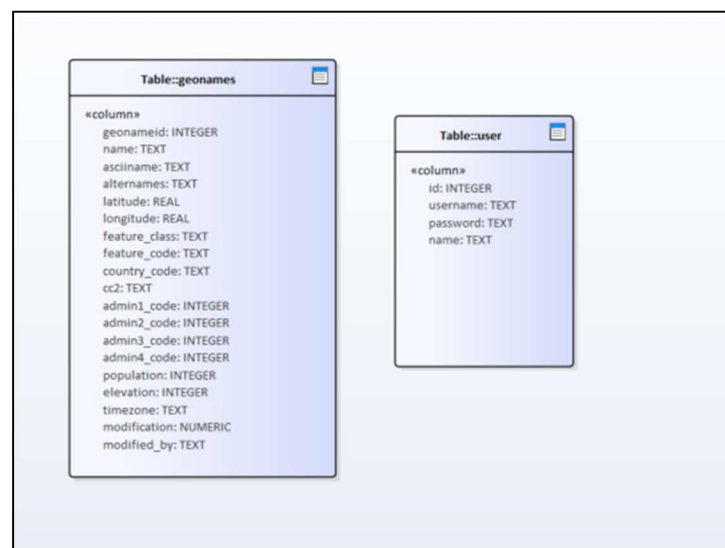 Table::geonames
«column»
geonameid: INTEGER
name: TEXT
asciiname: TEXT
alternames: TEXT
latitude: REAL
longitude: REAL
feature_class: TEXT
feature_code: TEXT
country_code: TEXT
cc2: TEXT
admin1_code: INTEGER
admin2_code: INTEGER
admin3_code: INTEGER
admin4_code: INTEGER
population: INTEGER
elevation: INTEGER
timezone: TEXT
modification: NUMERIC
modified_by: TEXT
Table::user
«column»
id: INTEGER
username: TEXT
password: TEXT
name: TEXT